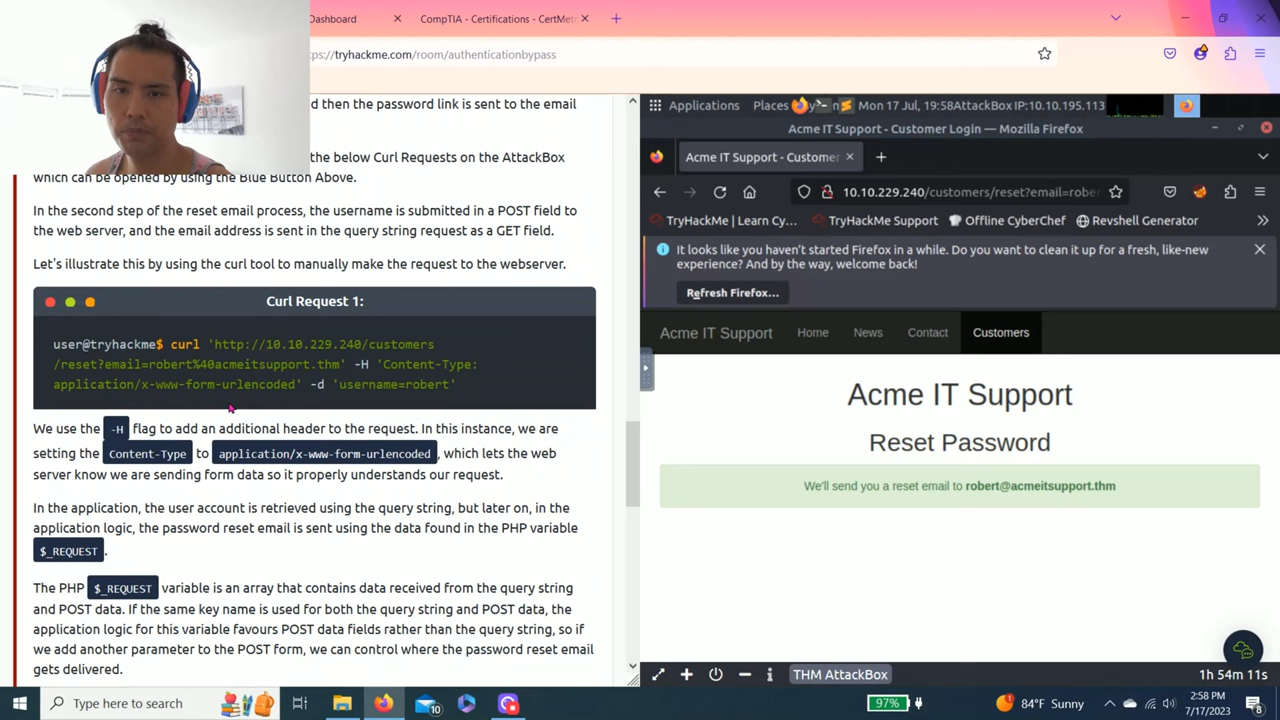 Dashboard
CompTIA - Certifications - CertMet
tryhackme.com/room/authenticationbypass
d then the password link is sent to the email
the below Curl Requests on the AttackBox
which can be opened by using the Blue Button Above.
In the second step of the reset email process, the username is submitted in a POST field to
the web server, and the email address is sent in the query string request as a GET field.
Let's illustrate this by using the curl tool to manually make the request to the webserver.
Curl Request 1:
user@tryhackme$ curl 'http://10.10.229.240/customers
/reset?email=robert%40acmeitsupport.thm' -H 'Content-Type:
application/x-www-form-urlencoded' -d 'username=robert'
We use the -H flag to add an additional header to the request. In this instance, we are
setting the Content-Type to application/x-www-form-urlencoded, which lets the web
server know we are sending form data so it properly understands our request.
In the application, the user account is retrieved using the query string, but later on, in the
application logic, the password reset email is sent using the data found in the PHP variable
$_REQUEST.
The PHP $_REQUEST variable is an array that contains data received from the query string
and POST data. If the same key name is used for both the query string and POST data, the
application logic for this variable favours POST data fields rather than the query string, so if
we add another parameter to the POST form, we can control where the password reset email
gets delivered.
Applications Places Mon 17 Jul, 19:58 AttackBox IP:10.10.195.113
Acme IT Support - Customer Login — Mozilla Firefox
Acme IT Support - Customer
10.10.229.240/customers/reset?email=rober
TryHackMe | Learn Cy... TryHackMe Support Offline CyberChef Revshell Generator
It looks like you haven't started Firefox in a while. Do you want to clean it up for a fresh, like-new
experience? And by the way, welcome back!
Refresh Firefox...
Acme IT Support Home News Contact Customers
Acme IT Support
Reset Password
We'll send you a reset email to robert@acmeitsupport.thm
THM AttackBox
1h 54m 11s
Type here to search
10
97%
84°F Sunny
2:58 PM
7/17/2023
8